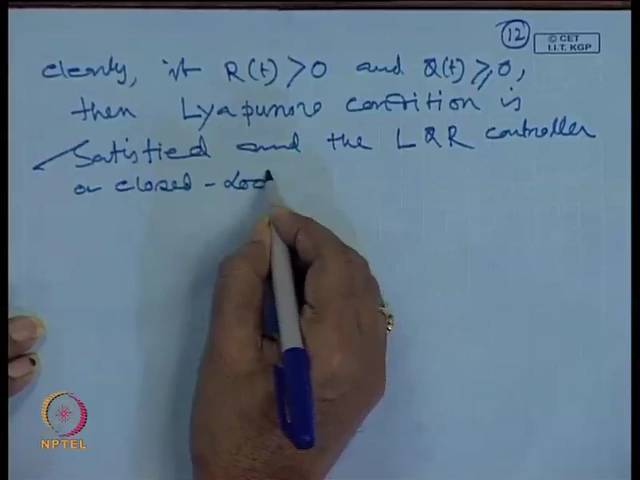 12
© CET
I.I.T. KGP
clearly, if R(t) > 0 and Q(t) ≥ 0,
then Lyapunov condition is
Satisfied and the LQR controller
or closed-loo
NPTEL